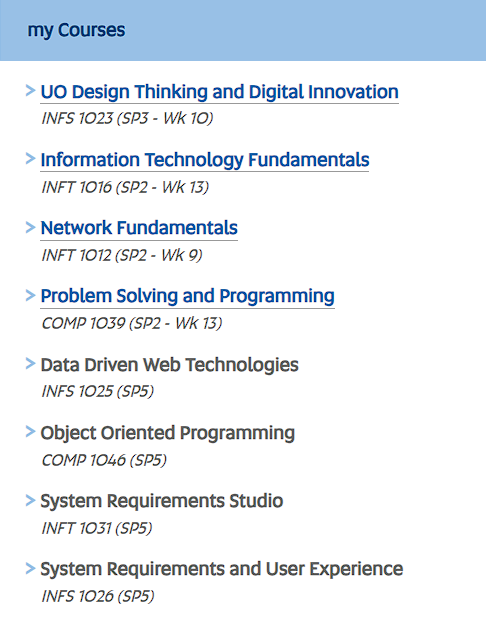 my Courses
> UO Design Thinking and Digital Innovation
INFS 1023 (SP3 - Wk 10)
> Information Technology Fundamentals
INFT 1016 (SP2 - Wk 13)
> Network Fundamentals
INFT 1012 (SP2 - Wk 9)
> Problem Solving and Programming
COMP 1039 (SP2 - Wk 13)
> Data Driven Web Technologies
INFS 1025 (SP5)
> Object Oriented Programming
COMP 1046 (SP5)
> System Requirements Studio
INFT 1031 (SP5)
> System Requirements and User Experience
INFS 1026 (SP5)